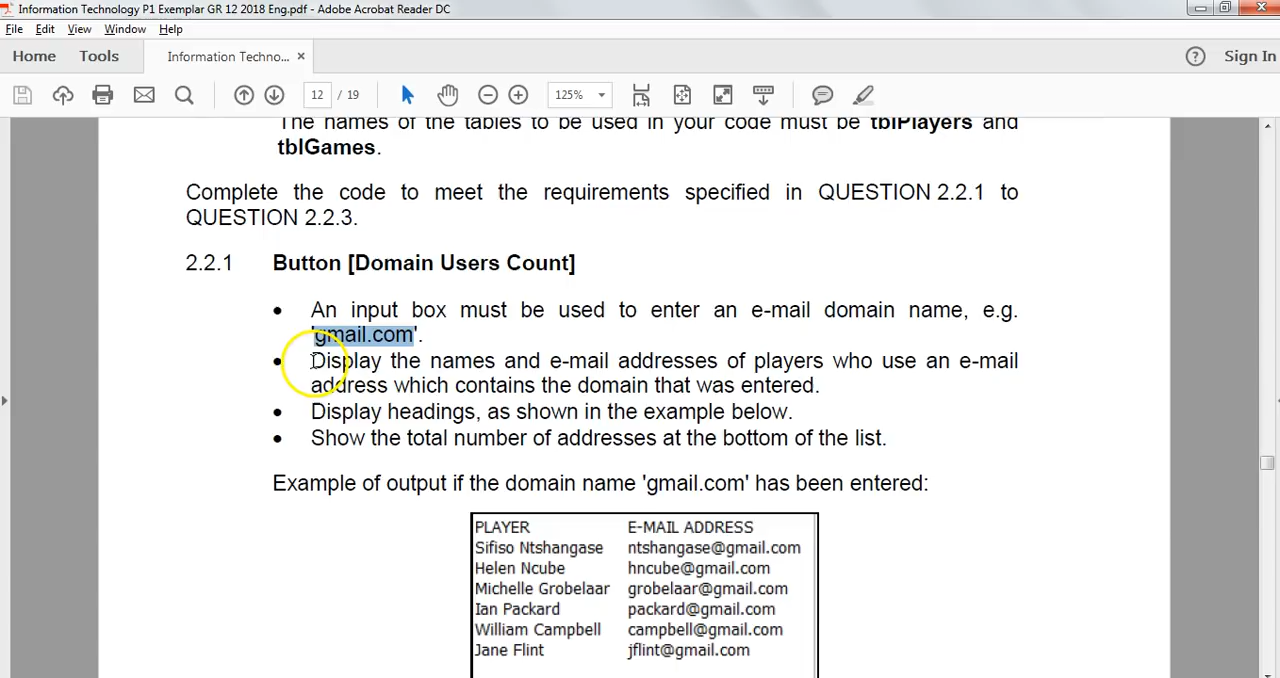 Information Technology P1 Exemplar GR 12 2018 Eng.pdf - Adobe Acrobat Reader DC
File Edit View Window Help
Home Tools Information Techno... × Sign In
12 / 19 125%
The names of the tables to be used in your code must be tblPlayers and
tblGames.
Complete the code to meet the requirements specified in QUESTION 2.2.1 to
QUESTION 2.2.3.
2.2.1 Button [Domain Users Count]
• An input box must be used to enter an e-mail domain name, e.g.
'gmail.com'.
• Display the names and e-mail addresses of players who use an e-mail
address which contains the domain that was entered.
• Display headings, as shown in the example below.
• Show the total number of addresses at the bottom of the list.
Example of output if the domain name 'gmail.com' has been entered:
PLAYER E-MAIL ADDRESS
Sifiso Ntshangase ntshangase@gmail.com
Helen Ncube hncube@gmail.com
Michelle Grobelaar grobelaar@gmail.com
Ian Packard packard@gmail.com
William Campbell campbell@gmail.com
Jane Flint jflint@gmail.com